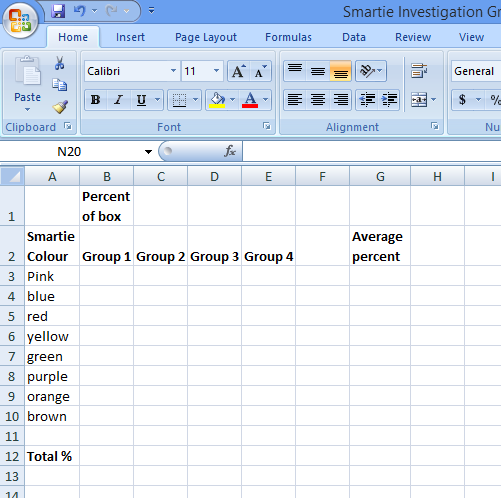 Smartie Investigation Gr
Home Insert Page Layout Formulas Data Review View
Calibri 11 A A General
Paste B I U A $ %
Clipboard Font Alignment Nu
N20 fx
A B C D E F G H I
1 Percent
of box
Smartie Average
2 Colour Group 1 Group 2 Group 3 Group 4 percent
3 Pink
4 blue
5 red
6 yellow
7 green
8 purple
9 orange
10 brown
11
12 Total %
13
14